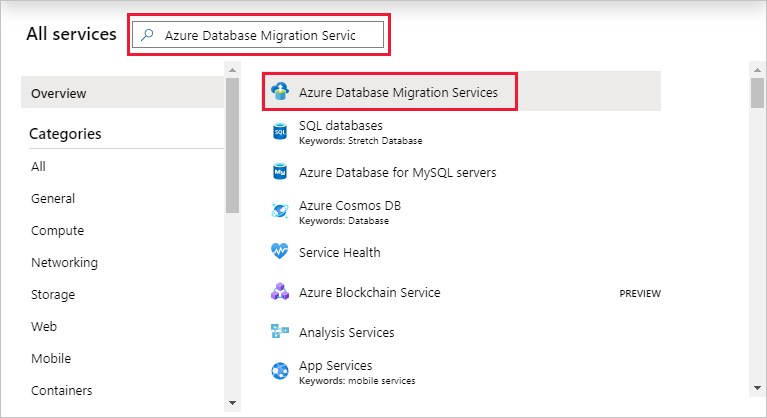 All services
Azure Database Migration Servic
Overview
Categories
All
General
Compute
Networking
Storage
Web
Mobile
Containers
Azure Database Migration Services
SQL databases
Keywords: Stretch Database
Azure Database for MySQL servers
Azure Cosmos DB
Keywords: Database
Service Health
Azure Blockchain Service
PREVIEW
Analysis Services
App Services
Keywords: mobile services